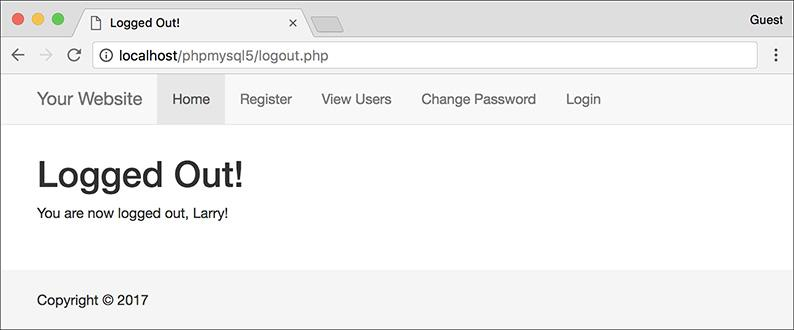 Logged Out!
Guest
localhost/phpmysql5/logout.php
Your Website Home Register View Users Change Password Login
Logged Out!
You are now logged out, Larry!
Copyright © 2017